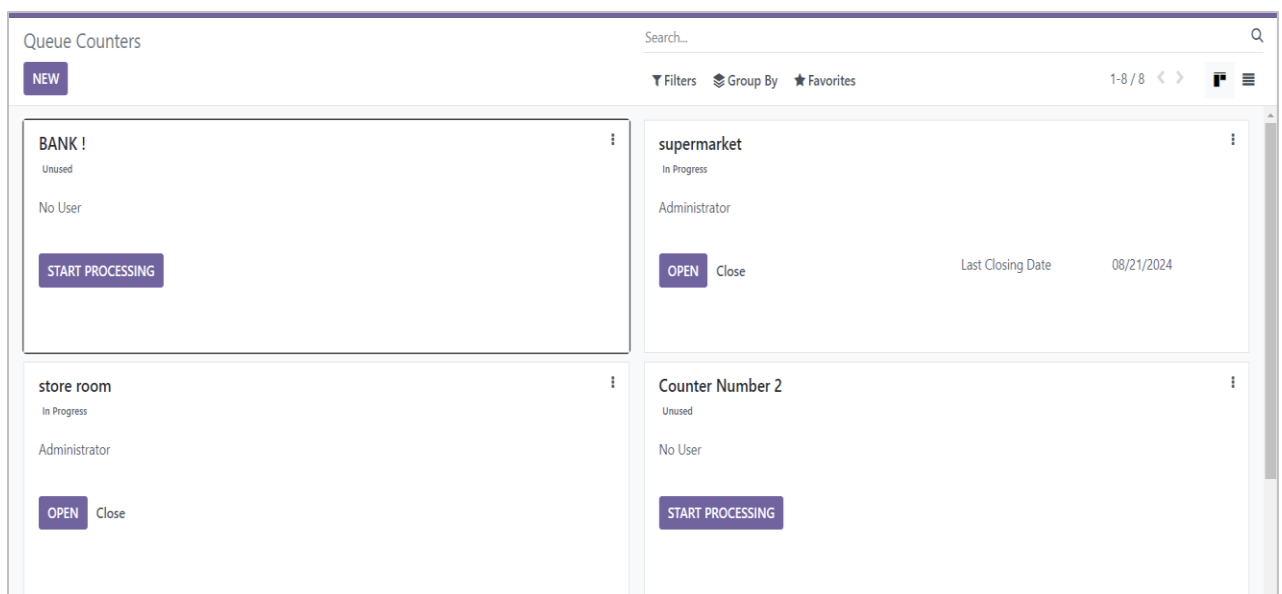 Queue Counters
Search...
NEW
Filters Group By Favorites 1-8 / 8
BANK !
Unused
No User
START PROCESSING
supermarket
In Progress
Administrator
OPEN Close Last Closing Date 08/21/2024
store room
In Progress
Administrator
OPEN Close
Counter Number 2
Unused
No User
START PROCESSING